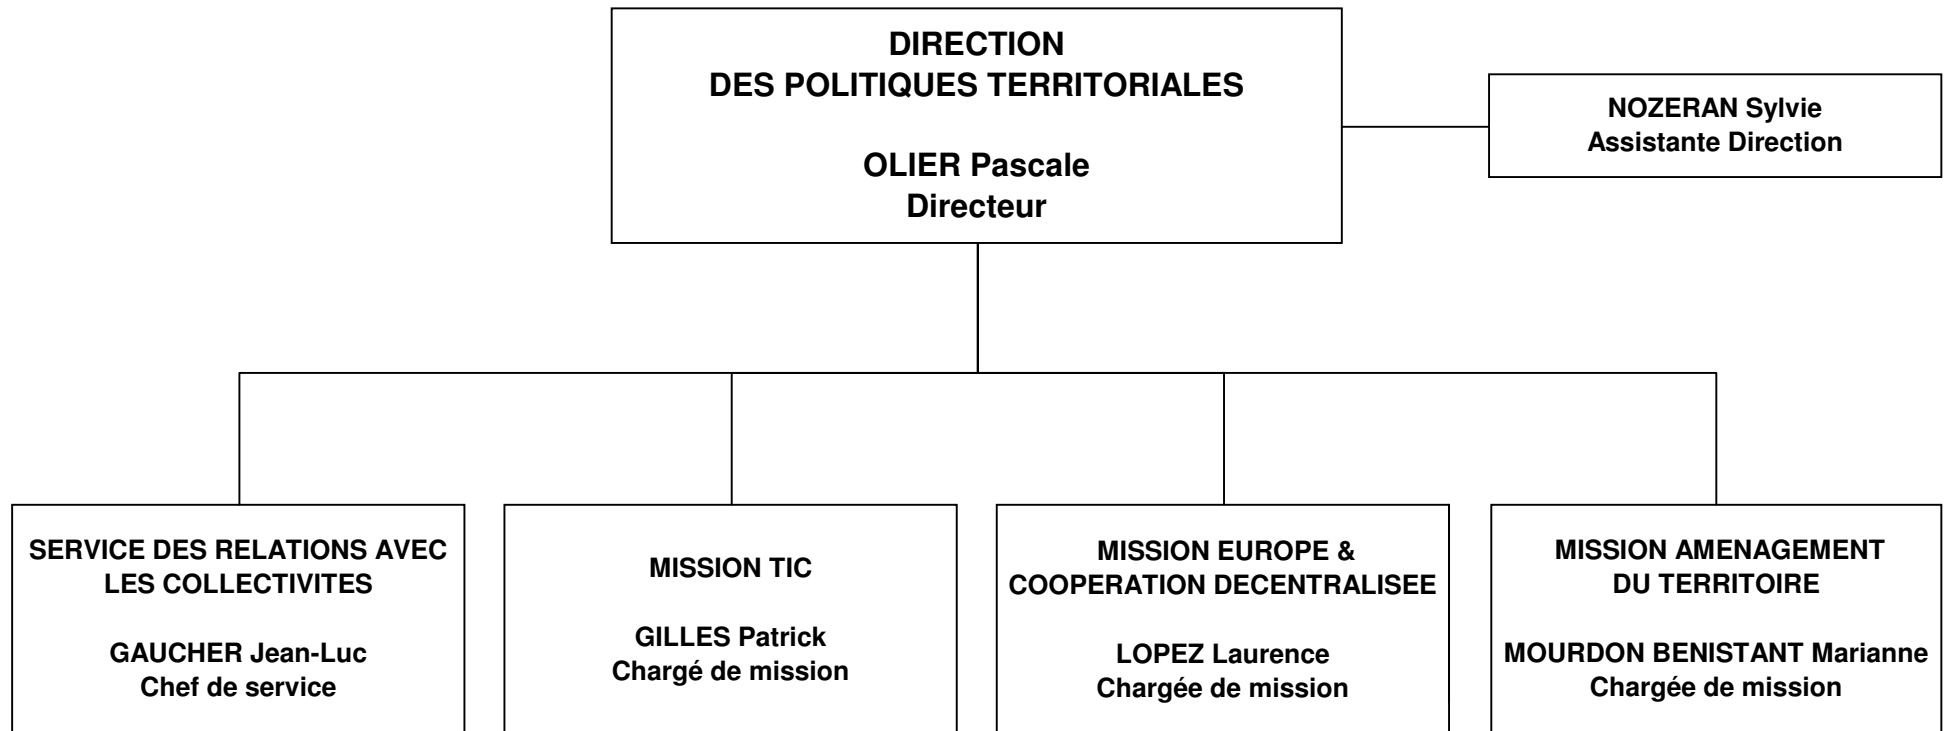 DIRECTION
DES POLITIQUES TERRITORIALES
OLIER Pascale
Directeur
NOZERAN Sylvie
Assistante Direction
SERVICE DES RELATIONS AVEC
LES COLLECTIVITES
GAUCHER Jean-Luc
Chef de service
MISSION TIC
GILLES Patrick
Chargé de mission
MISSION EUROPE &
COOPERATION DECENTRALISEE
LOPEZ Laurence
Chargée de mission
MISSION AMENAGEMENT
DU TERRITOIRE
MOURDON BENISTANT Marianne
Chargée de mission